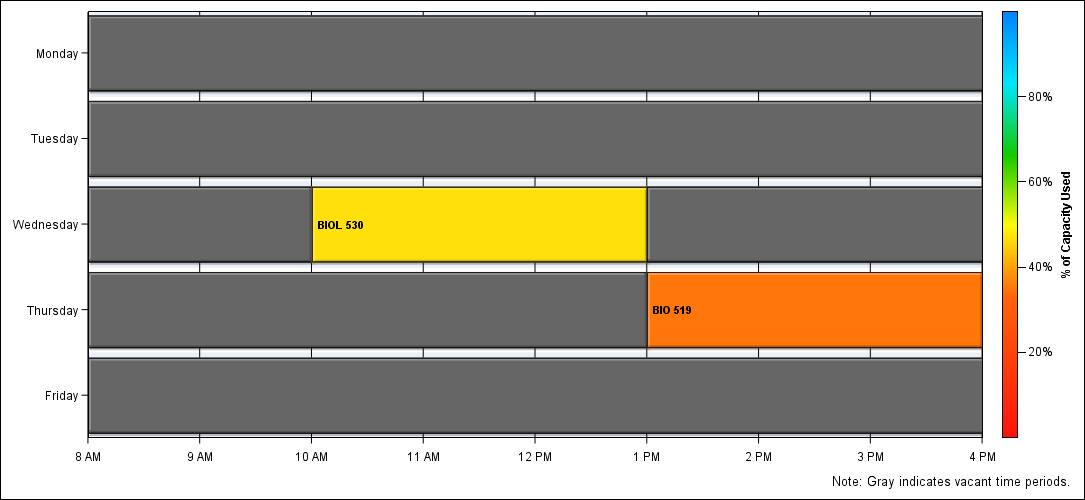 Monday
Tuesday
Wednesday
Thursday
Friday
BIOL 530
BIO 519
8 AM 9 AM 10 AM 11 AM 12 PM 1 PM 2 PM 3 PM 4 PM
80%
60%
40%
20%
% of Capacity Used
Note: Gray indicates vacant time periods.